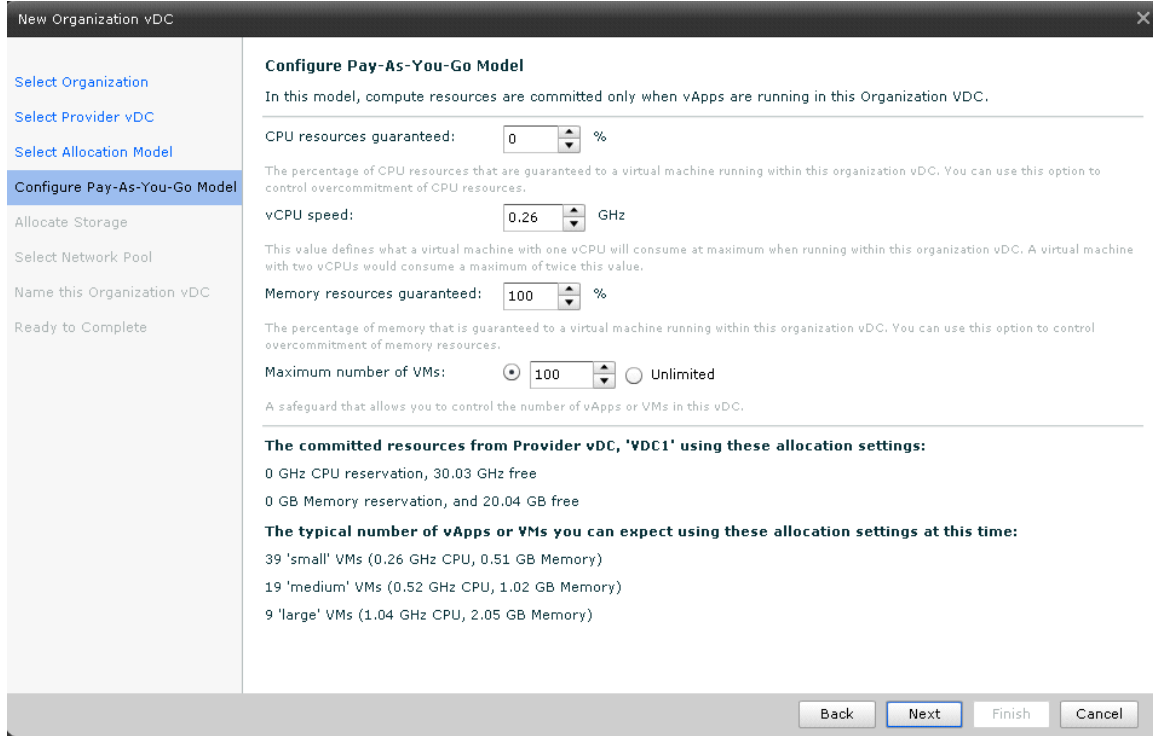 New Organization vDC
Select Organization
Select Provider vDC
Select Allocation Model
Configure Pay-As-You-Go Model
Allocate Storage
Select Network Pool
Name this Organization vDC
Ready to Complete
Configure Pay-As-You-Go Model
In this model, compute resources are committed only when vApps are running in this Organization VDC.
CPU resources guaranteed: 0 %
The percentage of CPU resources that are guaranteed to a virtual machine running within this organization vDC. You can use this option to
control overcommitment of CPU resources.
vCPU speed: 0.26 GHz
This value defines what a virtual machine with one vCPU will consume at maximum when running within this organization vDC. A virtual machine
with two vCPUs would consume a maximum of twice this value.
Memory resources guaranteed: 100 %
The percentage of memory that is guaranteed to a virtual machine running within this organization vDC. You can use this option to control
overcommitment of memory resources.
Maximum number of VMs: 100 Unlimited
A safeguard that allows you to control the number of vApps or VMs in this vDC.
The committed resources from Provider vDC, 'VDC1' using these allocation settings:
0 GHz CPU reservation, 30.03 GHz free
0 GB Memory reservation, and 20.04 GB free
The typical number of vApps or VMs you can expect using these allocation settings at this time:
39 'small' VMs (0.26 GHz CPU, 0.51 GB Memory)
19 'medium' VMs (0.52 GHz CPU, 1.02 GB Memory)
9 'large' VMs (1.04 GHz CPU, 2.05 GB Memory)
Back Next Finish Cancel